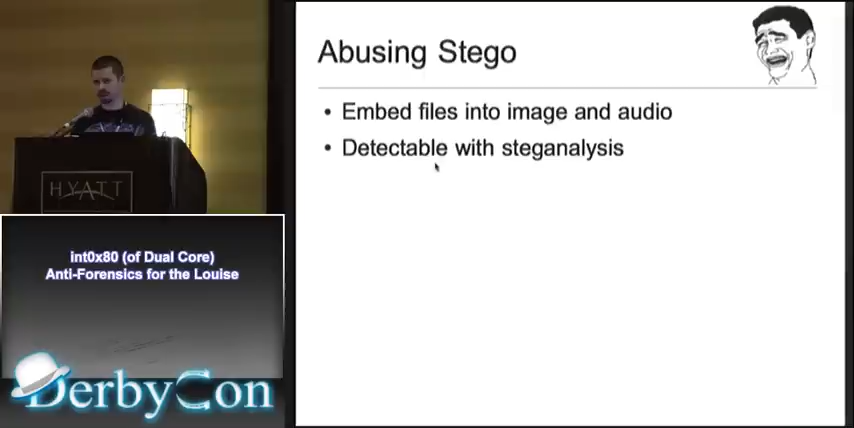 Abusing Stego
• Embed files into image and audio
• Detectable with steganalysis
HYATT
int0x80 (of Dual Core)
Anti-Forensics for the Louise
DerbyCon